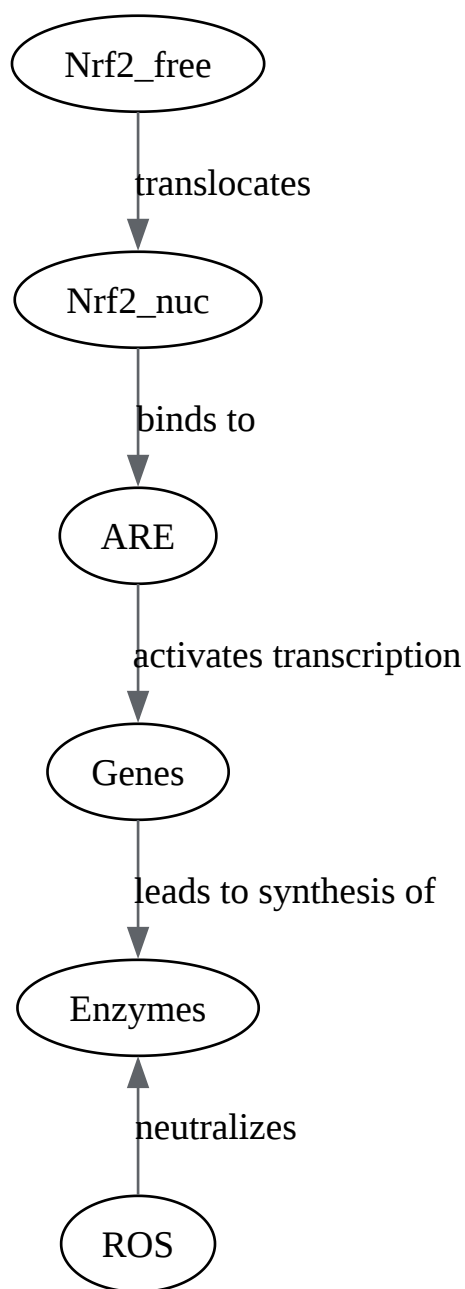 Nrf2_free
translocates
Nrf2_nuc
binds to
ARE
activates transcription
Genes
leads to synthesis of
Enzymes
neutralizes
ROS